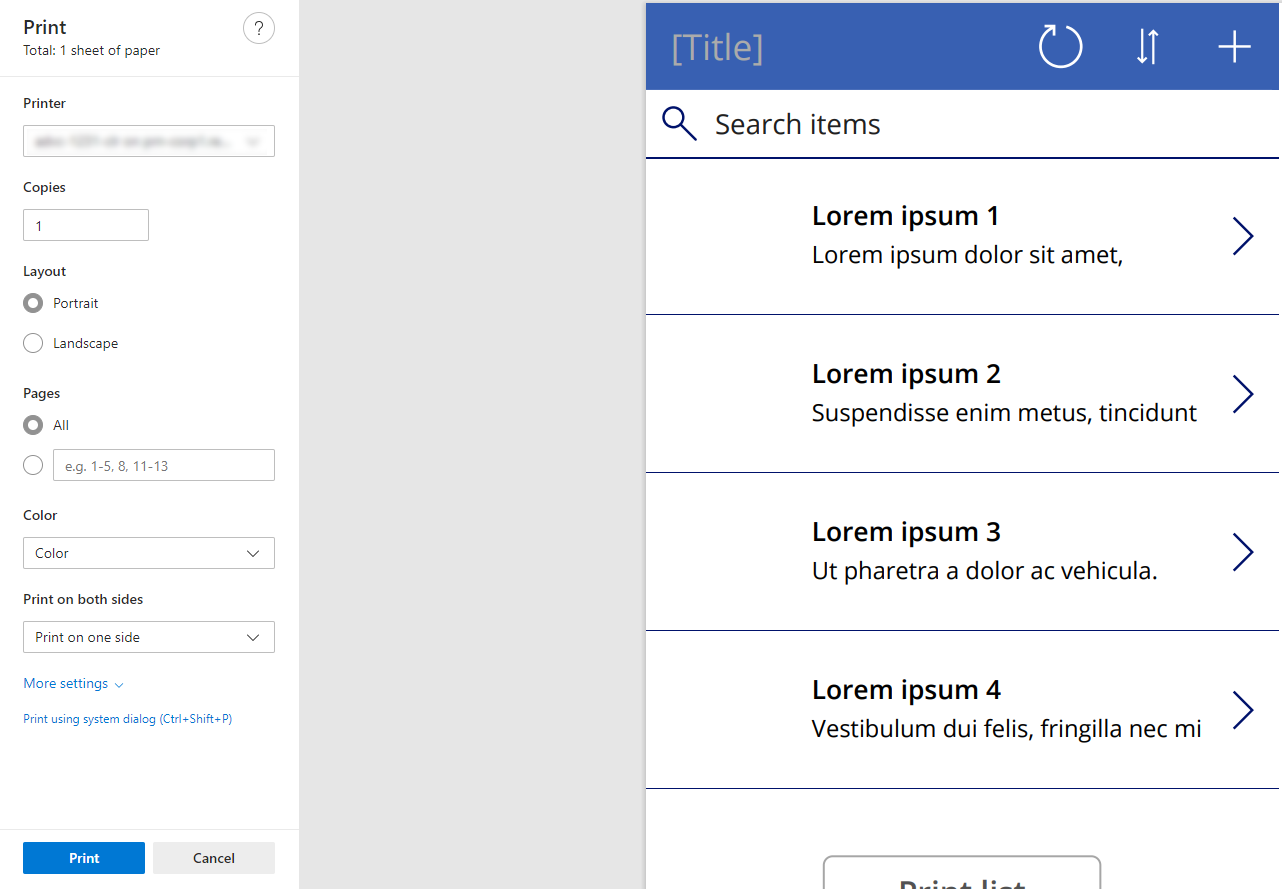 Print
Total: 1 sheet of paper
?
Printer
Copies
1
Layout
Portrait
Landscape
Pages
All
e.g. 1-5, 8, 11-13
Color
Color
Print on both sides
Print on one side
More settings
Print using system dialog (Ctrl+Shift+P)
Print
Cancel
[Title]
Search items
Lorem ipsum 1
Lorem ipsum dolor sit amet,
Lorem ipsum 2
Suspendisse enim metus, tincidunt
Lorem ipsum 3
Ut pharetra a dolor ac vehicula.
Lorem ipsum 4
Vestibulum dui felis, fringilla nec mi
Print list